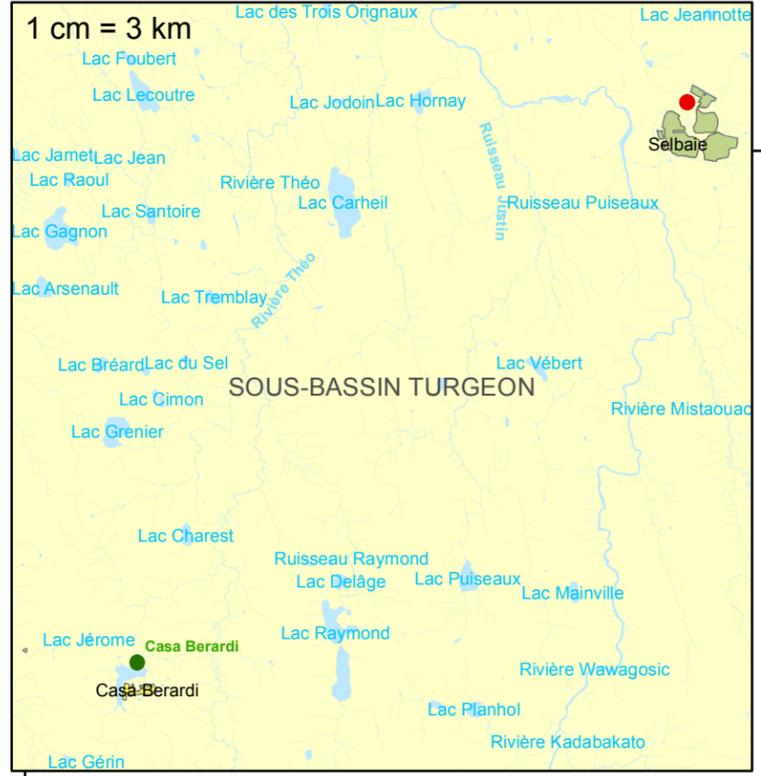 Lac des Trois Orignaux
Lac Jeannotte
1 cm = 3 km
Lac Foubert
Lac Lecoutre
Lac Jodoin
Lac Hornay
Ruisseau Justin
Selbaie
Lac Jamet
Lac Jean
Lac Raoul
Rivière Théo
Lac Carheil
Ruisseau Puiseaux
Lac Santoire
Lac Gagnon
Rivière Théo
Lac Arsenault
Lac Tremblay
Lac Bréard
Lac du Sel
Lac Vébert
SOUS-BASSIN TURGEON
Lac Cimon
Rivière Mistaouac
Lac Grenier
Lac Charest
Ruisseau Raymond
Lac Delâge
Lac Puiseaux
Lac Mainville
Lac Raymond
Lac Jérome
Casa Berardi
Rivière Wawagosic
Casa Berardi
Lac Planhol
Rivière Kadabakato
Lac Gérin